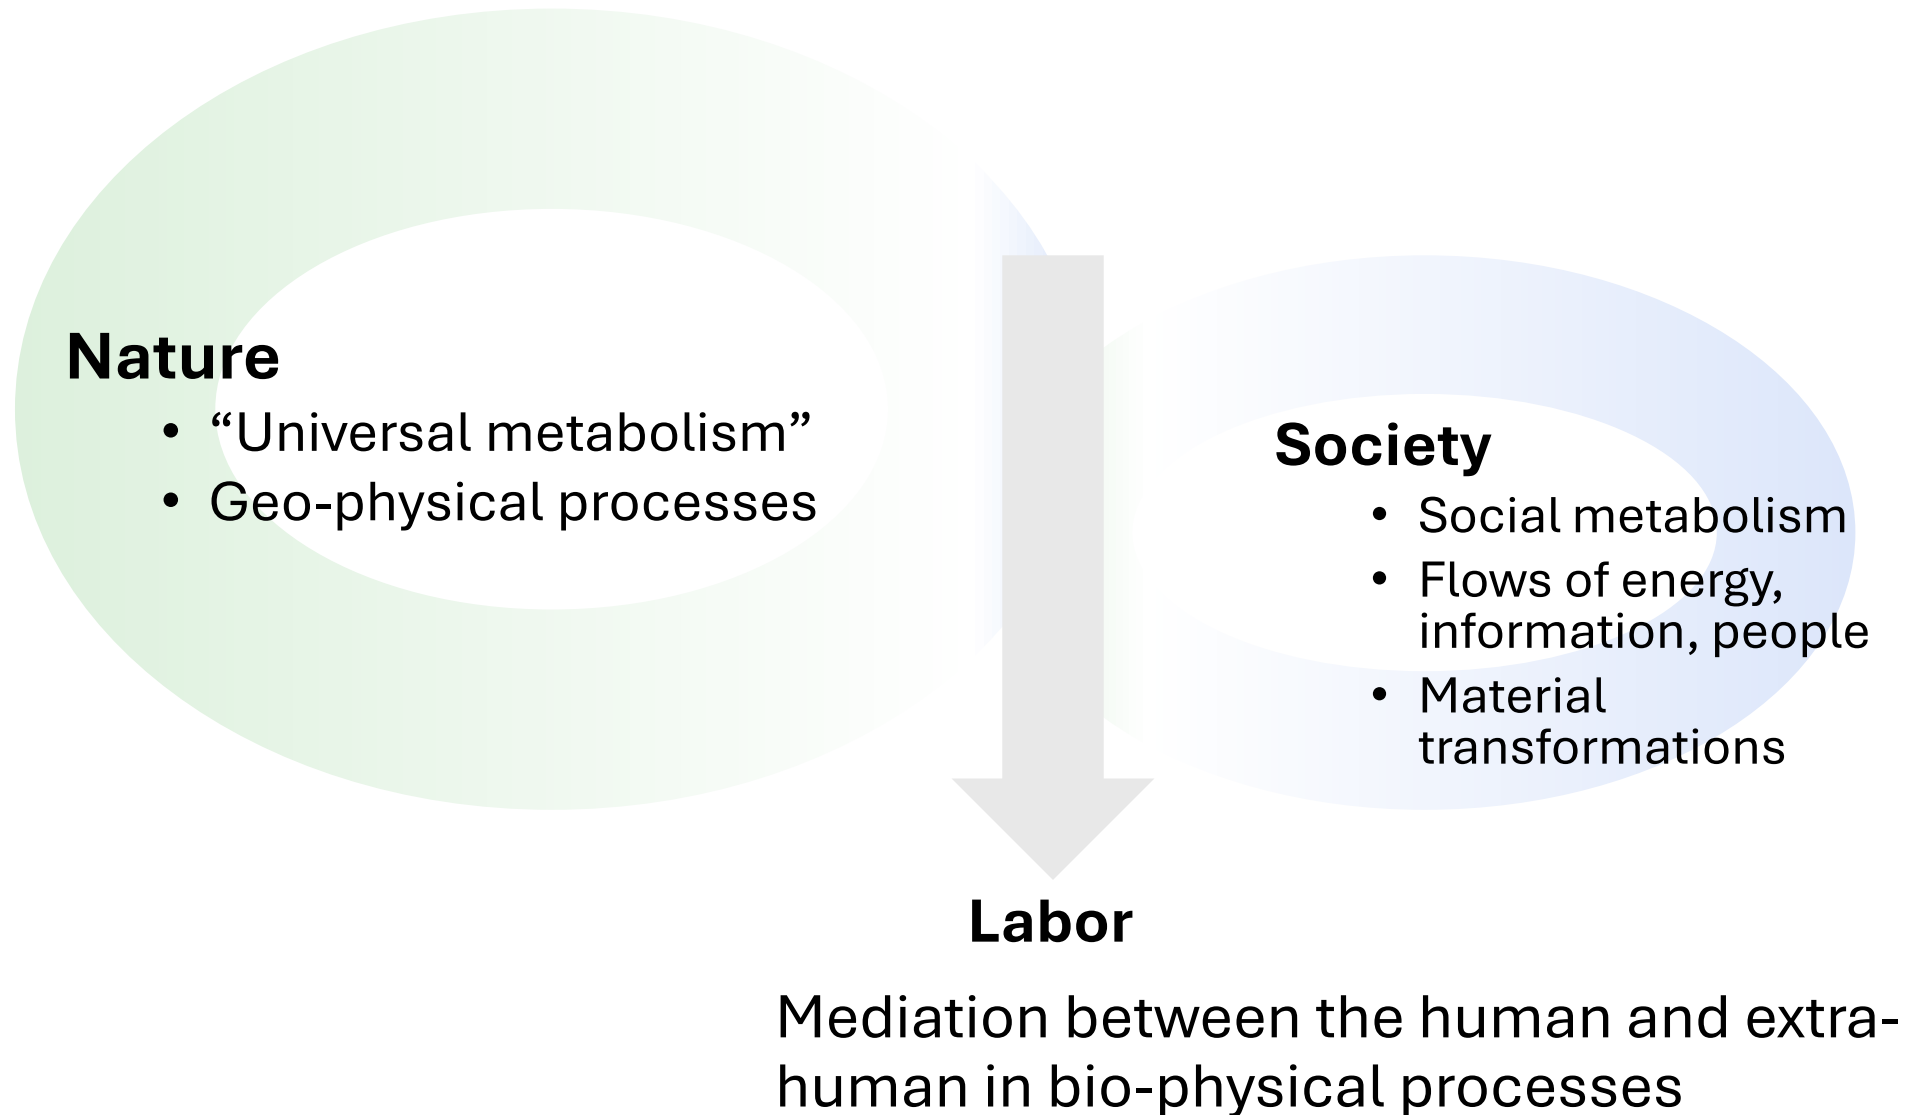 Nature
• “Universal metabolism”
• Geo-physical processes
Society
• Social metabolism
• Flows of energy,
information, people
• Material
transformations
Labor
Mediation between the human and extra-
human in bio-physical processes